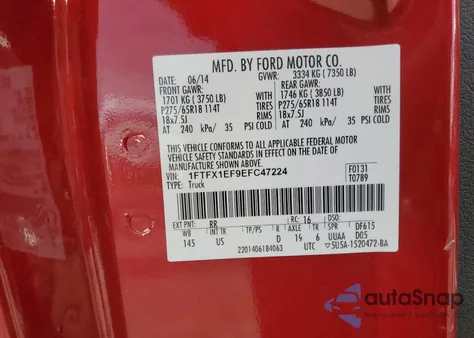 MFD. BY FORD MOTOR CO.
DATE: 06/14 GVWR: 3334 KG ( 7350 LB)
FRONT GAWR: REAR GAWR:
1701 KG ( 3750 LB) WITH 1746 KG ( 3850 LB) WITH
P275/65R18 114T TIRES P275/65R18 114T TIRES
18x7.5J RIMS 18x7.5J RIMS
AT 240 kPa/ 35 PSI COLD AT 240 kPa/ 35 PSI COLD
THIS VEHICLE CONFORMS TO ALL APPLICABLE FEDERAL MOTOR
VEHICLE SAFETY STANDARDS IN EFFECT ON THE DATE OF
MANUFACTURE SHOWN ABOVE.
VIN: 1FTFX1EF9EFC47224 F0131
TYPE: Truck T0789
EXT PNT: RR RC: 16 DSO:
WB INT TR TP/PS R AXLE TR DF615
145 US D 19 6 UUAA D05
2201406184063 UTC 5U5A-1520472-BA
autoSnap